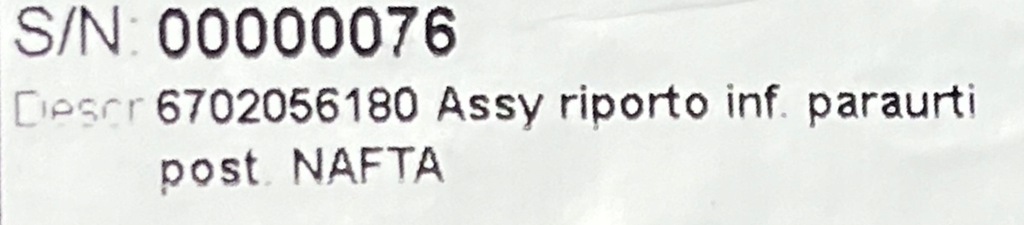 S/N: 00000076
Descr 6702056180 Assy riporto inf. paraurti
post. NAFTA